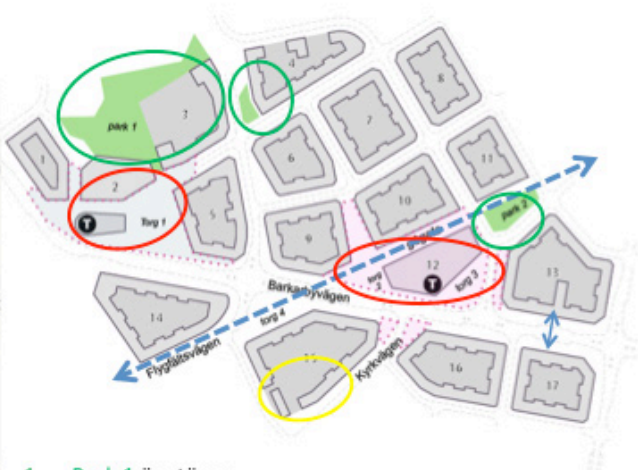 4
8
park 1
3
7
1
6
11
2
10
T
Torg 1
5
park 2
9
gågata
12
13
torg
T
torg 3
Barkarbyvägen
14
torg 4
Flygfältsvägen
15
Kyrkvägen
16
17